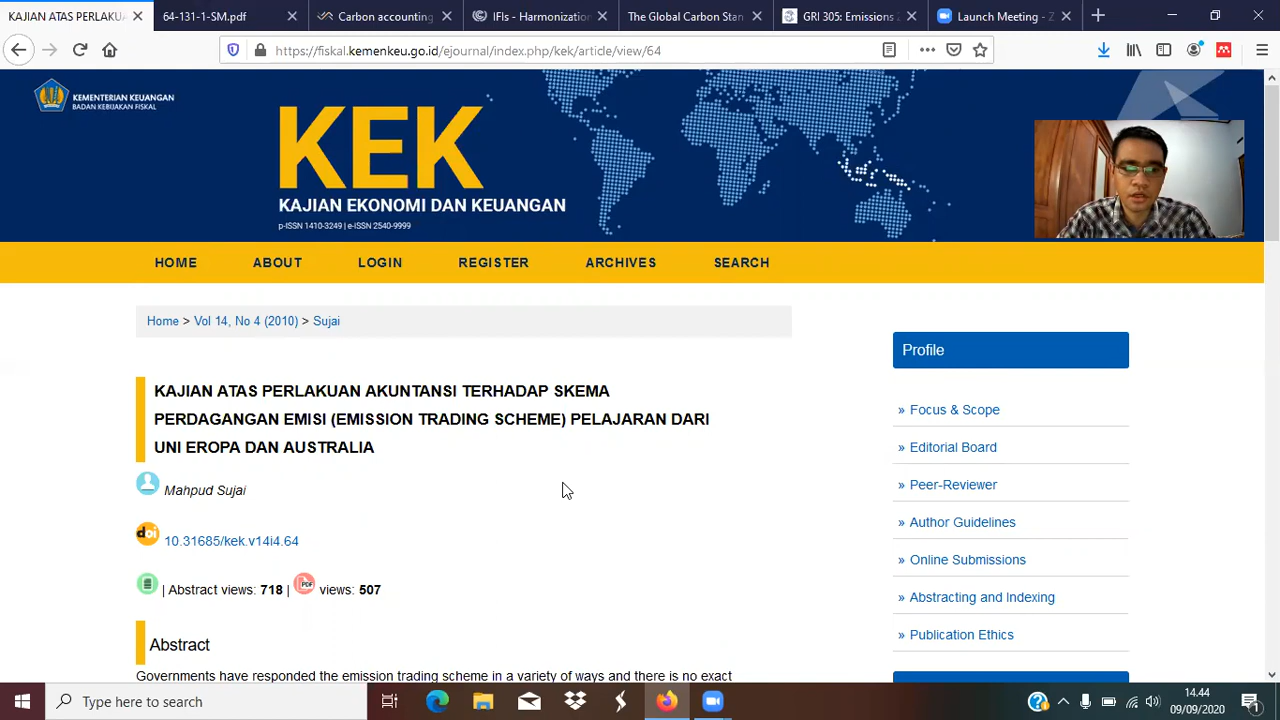 KAJIAN ATAS PERLAKUA
64-131-1-SM.pdf
Carbon accounting
IFIs - Harmonization
The Global Carbon Stan
GRI 305: Emissions 2
Launch Meeting - Z
https://fiskal.kemenkeu.go.id/ejournal/index.php/kek/article/view/64
KEMENTERIAN KEUANGAN
BADAN KEBIJAKAN FISKAL
KEK
KAJIAN EKONOMI DAN KEUANGAN
p-ISSN 1410-3249 | e-ISSN 2540-9999
HOME ABOUT LOGIN REGISTER ARCHIVES SEARCH
Home > Vol 14, No 4 (2010) > Sujai
KAJIAN ATAS PERLAKUAN AKUNTANSI TERHADAP SKEMA
PERDAGANGAN EMISI (EMISSION TRADING SCHEME) PELAJARAN DARI
UNI EROPA DAN AUSTRALIA
Mahpud Sujai
doi 10.31685/kek.v14i4.64
| Abstract views: 718 | PDF views: 507
Abstract
Governments have responded the emission trading scheme in a variety of ways and there is no exact
Profile
» Focus & Scope
» Editorial Board
» Peer-Reviewer
» Author Guidelines
» Online Submissions
» Abstracting and Indexing
» Publication Ethics
Type here to search
14.44
09/09/2020
1